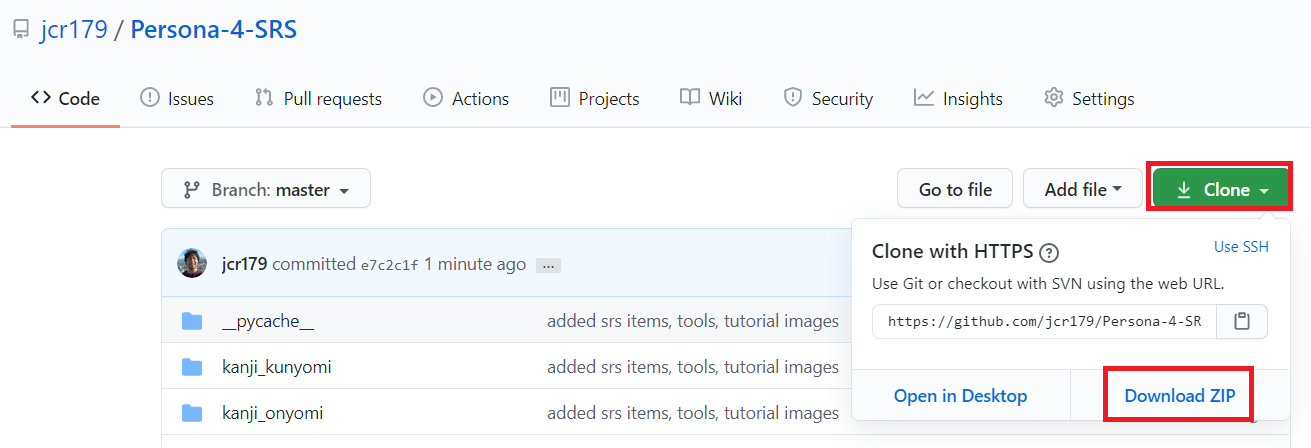 jcr179 / Persona-4-SRS
Code Issues Pull requests Actions Projects Wiki Security Insights Settings
Branch: master Go to file Add file Clone
jcr179 committed e7c2c1f 1 minute ago ...
__pycache__ added srs items, tools, tutorial images
kanji_kunyomi added srs items, tools, tutorial images
kanji_onyomi added srs items, tools, tutorial images
Clone with HTTPS ? Use SSH
Use Git or checkout with SVN using the web URL.
https://github.com/jcr179/Persona-4-SR
Open in Desktop Download ZIP